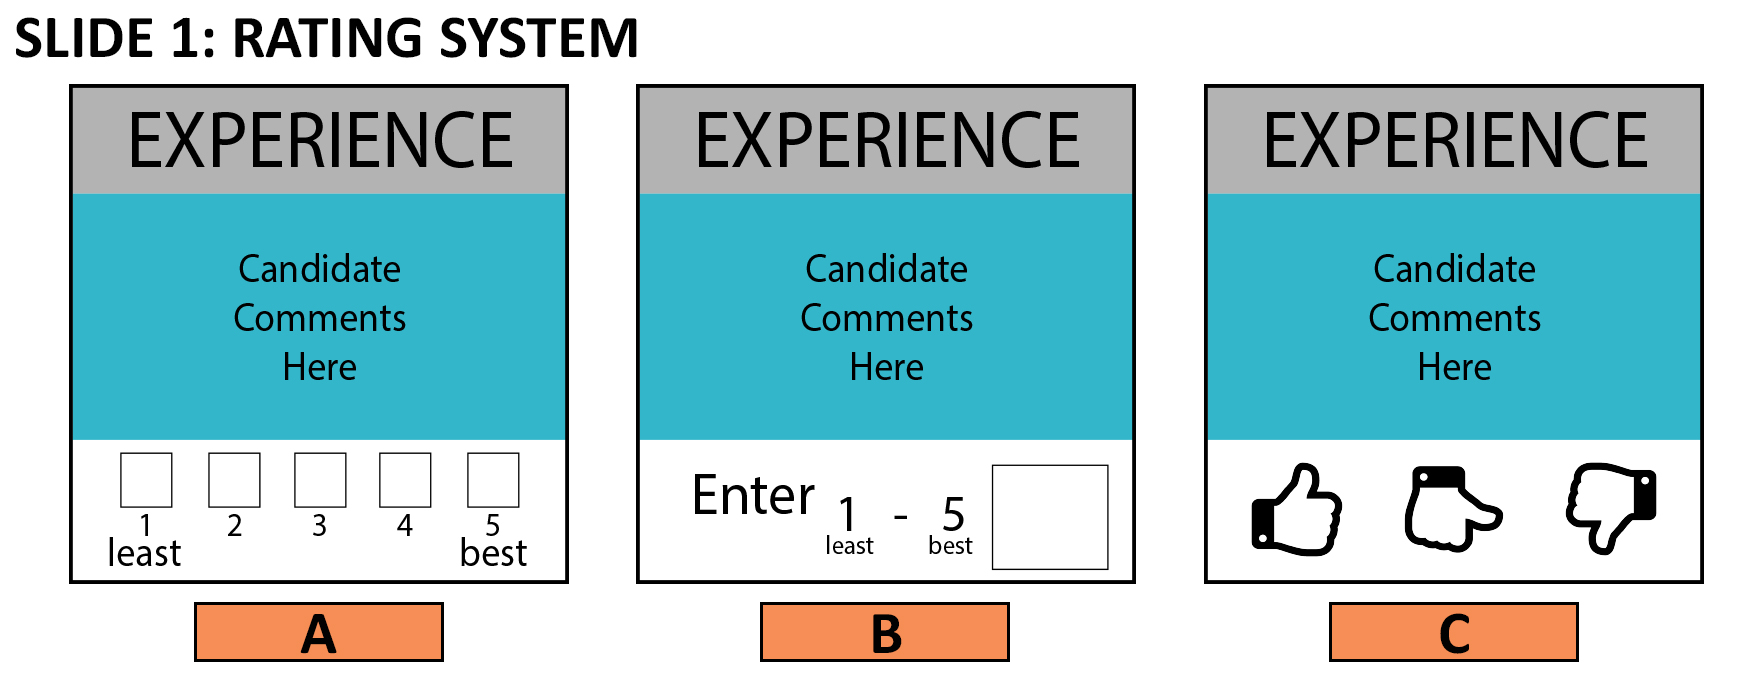 SLIDE 1: RATING SYSTEM
EXPERIENCE
Candidate
Comments
Here
1 2 3 4 5
least best
A
EXPERIENCE
Candidate
Comments
Here
Enter 1 - 5
least best
B
EXPERIENCE
Candidate
Comments
Here
C